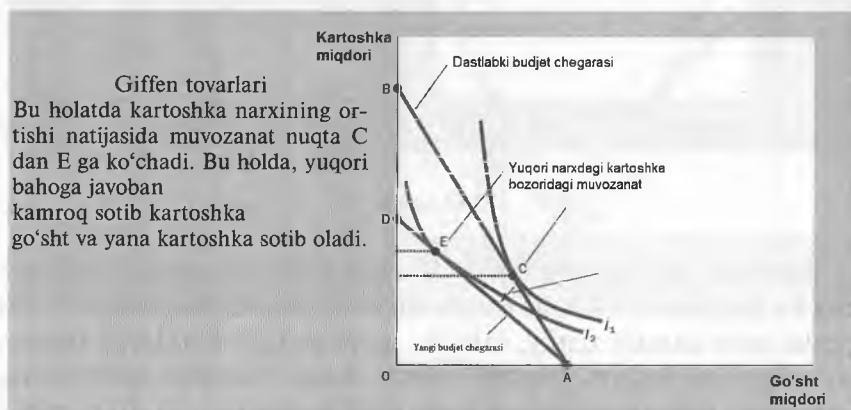 Giffen tovarlari
Bu holatda kartoshka narxining or-
tishi natijasida muvozanat nuqta C
dan E ga ko‘chadi. Bu holda, yuqori
bahoga javoban
kamroq sotib kartoshka
go‘sht va yana kartoshka sotib oladi.
Kartoshka
miqdori
Dastlabki budjet chegarasi
B
Yuqori narxdagi kartoshka
bozoridagi muvozanat
D
E
C
I₁
I₂
Yangi budjet chegarasi
O
A
Go'sht
miqdori